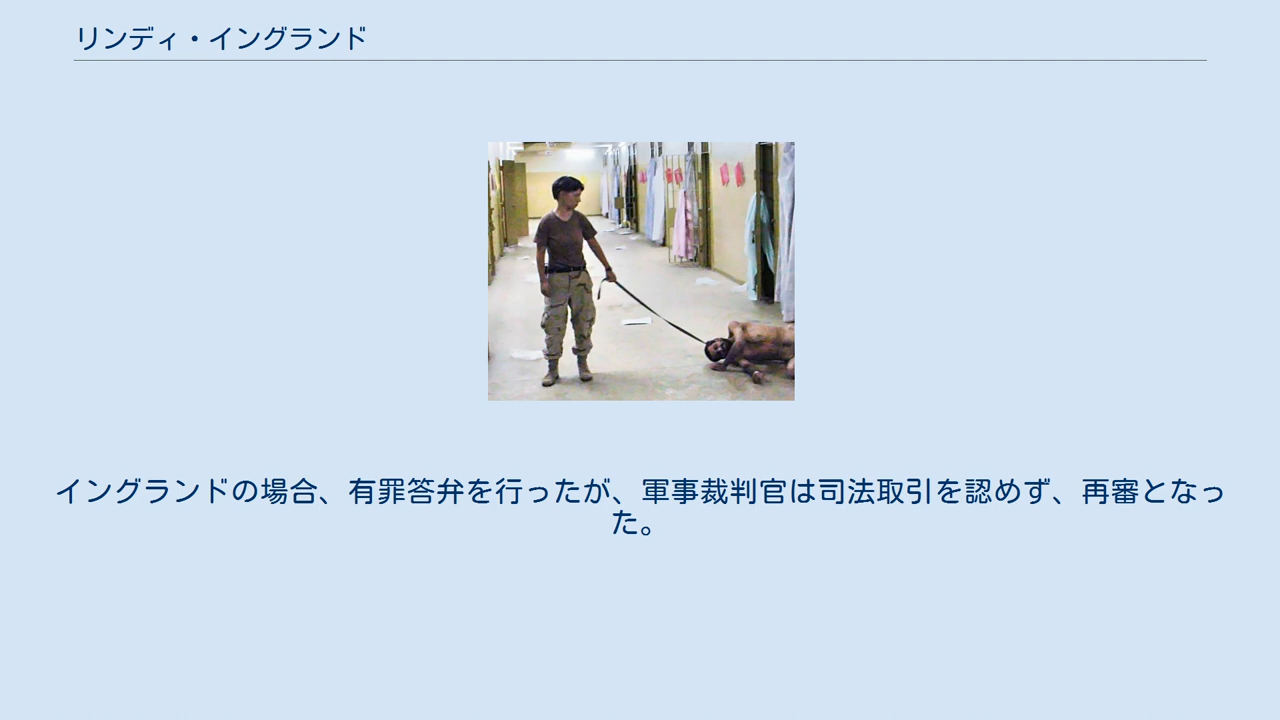 リンディ・イングランド
イングランドの場合、有罪答弁を行ったが、軍事裁判官は司法取引を認めず、再審となっ
た。